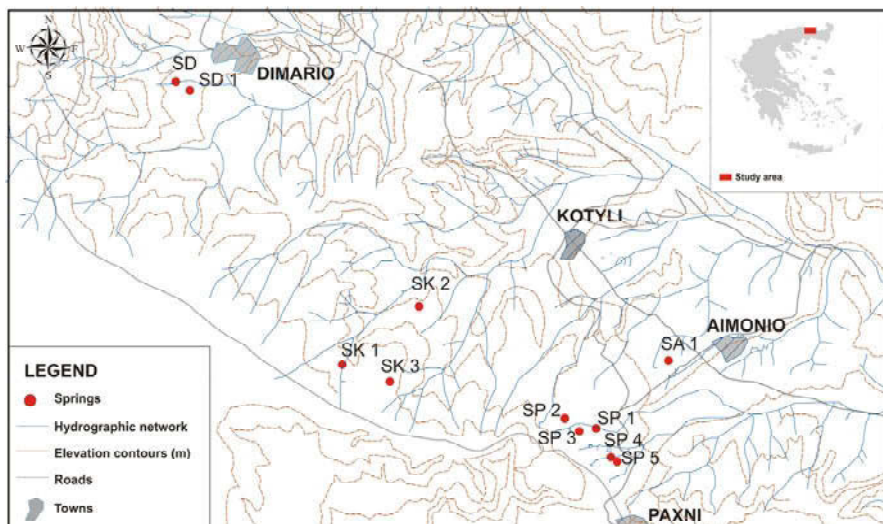 N
W
E
S
SD
SD 1
DIMARIO
Study area
KOTYLI
SK 2
AIMONIO
SA 1
SK 1
SK 3
SP 2
SP 1
SP 3
SP 4
SP 5
PAXNI
LEGEND
Springs
Hydrographic network
Elevation contours (m)
Roads
Towns